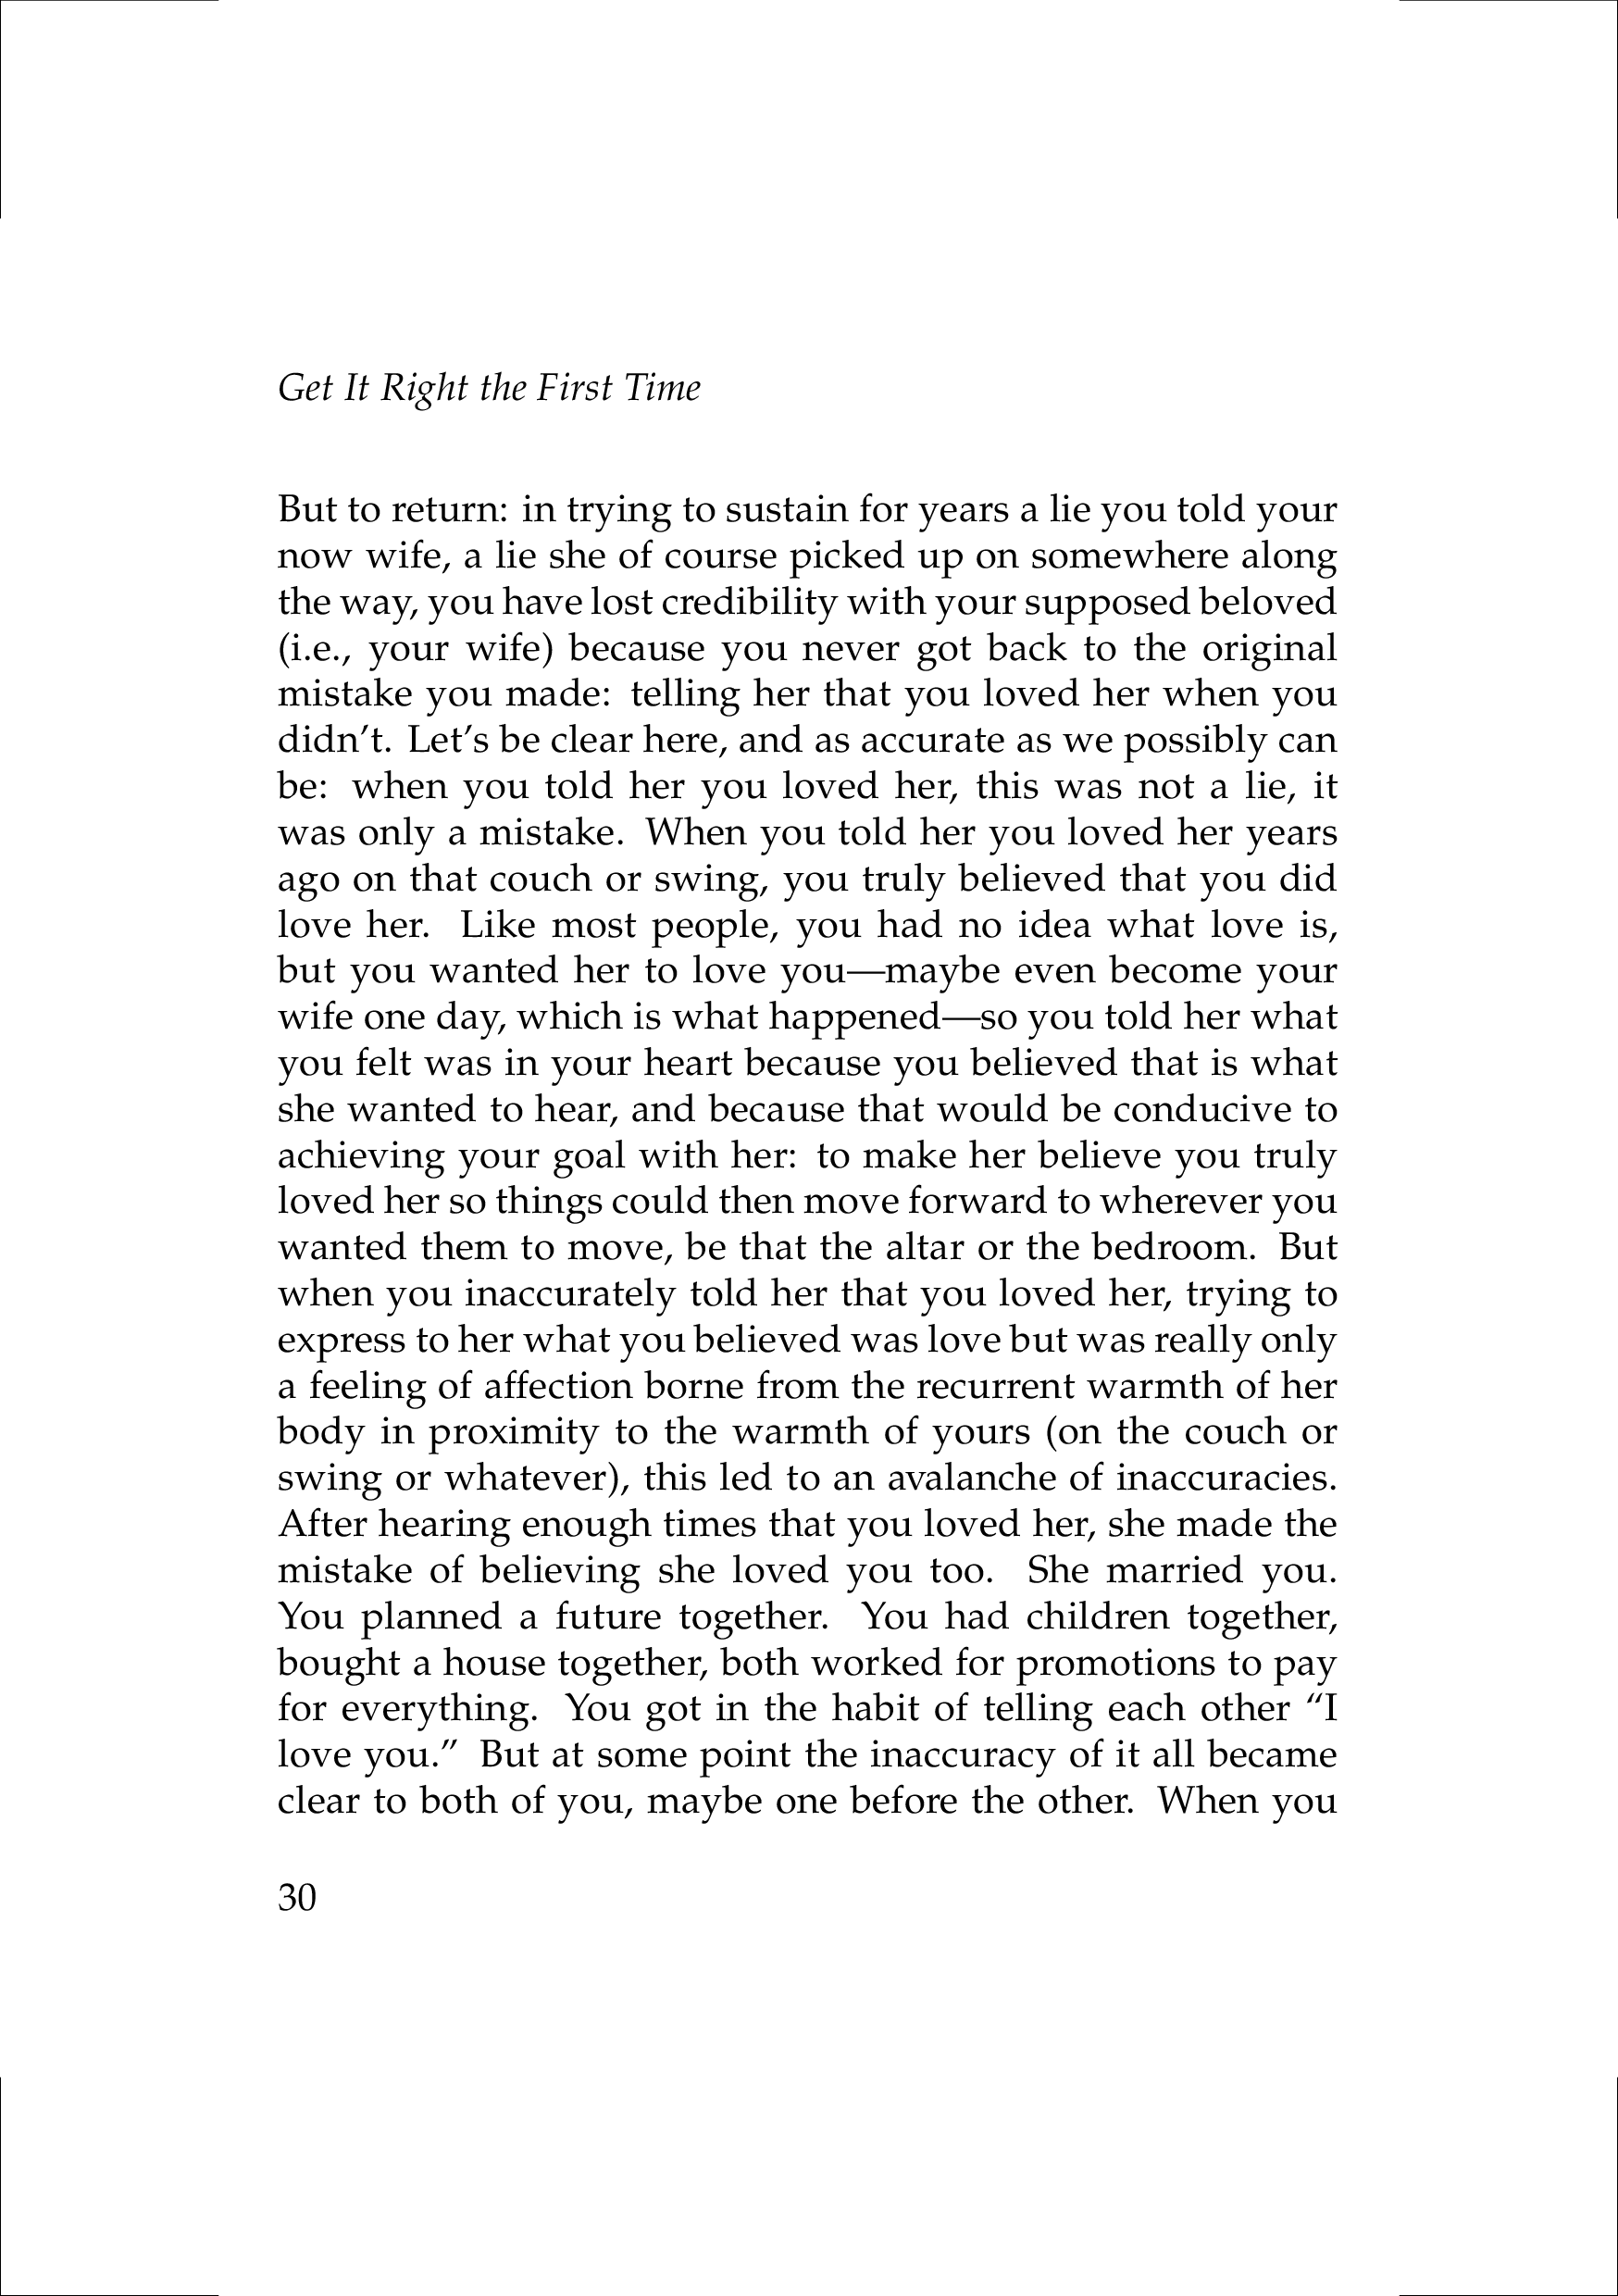 Get It Right the First Time
But to return: in trying to sustain for years a lie you told your
now wife, a lie she of course picked up on somewhere along
the way, you have lost credibility with your supposed beloved
(i.e., your wife) because you never got back to the original
mistake you made: telling her that you loved her when you
didn’t. Let’s be clear here, and as accurate as we possibly can
be: when you told her you loved her, this was not a lie, it
was only a mistake. When you told her you loved her years
ago on that couch or swing, you truly believed that you did
love her. Like most people, you had no idea what love is,
but you wanted her to love you—maybe even become your
wife one day, which is what happened—so you told her what
you felt was in your heart because you believed that is what
she wanted to hear, and because that would be conducive to
achieving your goal with her: to make her believe you truly
loved her so things could then move forward to wherever you
wanted them to move, be that the altar or the bedroom. But
when you inaccurately told her that you loved her, trying to
express to her what you believed was love but was really only
a feeling of affection borne from the recurrent warmth of her
body in proximity to the warmth of yours (on the couch or
swing or whatever), this led to an avalanche of inaccuracies.
After hearing enough times that you loved her, she made the
mistake of believing she loved you too. She married you.
You planned a future together. You had children together,
bought a house together, both worked for promotions to pay
for everything. You got in the habit of telling each other “I
love you.” But at some point the inaccuracy of it all became
clear to both of you, maybe one before the other. When you
30